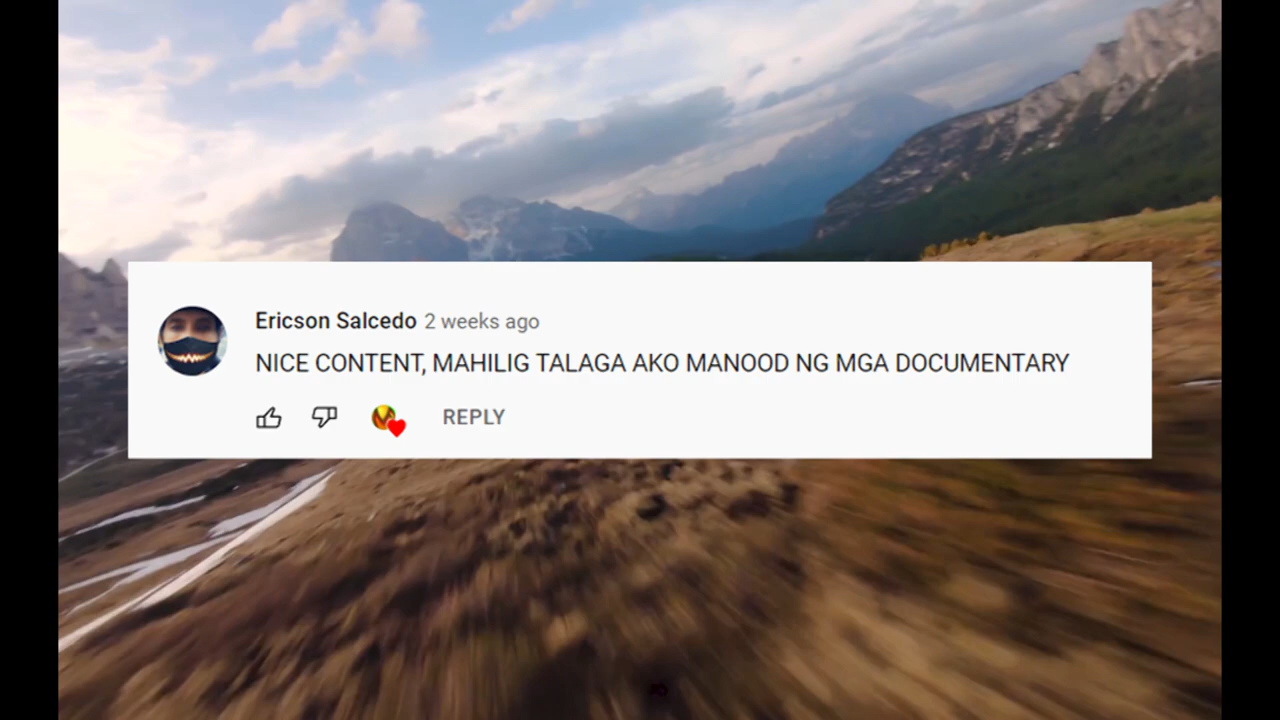 Ericson Salcedo 2 weeks ago
NICE CONTENT, MAHILIG TALAGA AKO MANOOD NG MGA DOCUMENTARY
REPLY